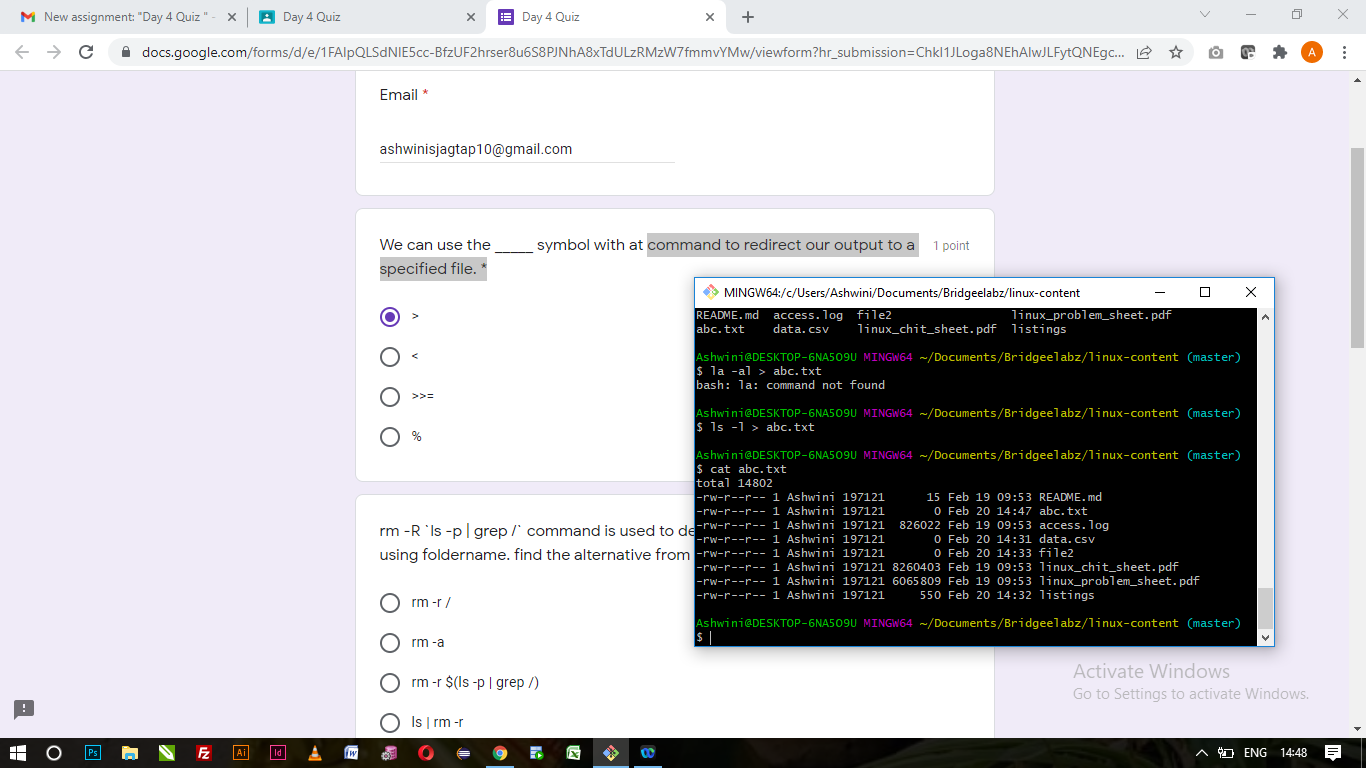 New assignment: "Day 4 Quiz " -
Day 4 Quiz
Day 4 Quiz
docs.google.com/forms/d/e/1FAIpQLSdNIE5cc-BfzUF2hrser8u6S8PJNhA8xTdULzRMzW7fmmvYMw/viewform?hr_submission=ChkI1JLoga8NEhAIwJLFytQNEgc...
A
Email *
ashwinisjagtap10@gmail.com
We can use the _____ symbol with at command to redirect our output to a
specified file. *
1 point
>
<
>>=
%
rm -R `ls -p | grep /` command is used to de
using foldername. find the alternative from
rm -r /
rm -a
rm -r $(ls -p | grep /)
ls | rm -r
MINGW64:/c/Users/Ashwini/Documents/Bridgeelabz/linux-content
README.md access.log file2 linux_problem_sheet.pdf
abc.txt data.csv linux_chit_sheet.pdf listings
Ashwini@DESKTOP-6NA5O9U MINGW64 ~/Documents/Bridgeelabz/linux-content (master)
$ la -al > abc.txt
bash: la: command not found
Ashwini@DESKTOP-6NA5O9U MINGW64 ~/Documents/Bridgeelabz/linux-content (master)
$ ls -l > abc.txt
Ashwini@DESKTOP-6NA5O9U MINGW64 ~/Documents/Bridgeelabz/linux-content (master)
$ cat abc.txt
total 14802
-rw-r--r-- 1 Ashwini 197121 15 Feb 19 09:53 README.md
-rw-r--r-- 1 Ashwini 197121 0 Feb 20 14:47 abc.txt
-rw-r--r-- 1 Ashwini 197121 826022 Feb 19 09:53 access.log
-rw-r--r-- 1 Ashwini 197121 0 Feb 20 14:31 data.csv
-rw-r--r-- 1 Ashwini 197121 0 Feb 20 14:33 file2
-rw-r--r-- 1 Ashwini 197121 8260403 Feb 19 09:53 linux_chit_sheet.pdf
-rw-r--r-- 1 Ashwini 197121 6065809 Feb 19 09:53 linux_problem_sheet.pdf
-rw-r--r-- 1 Ashwini 197121 550 Feb 20 14:32 listings
Ashwini@DESKTOP-6NA5O9U MINGW64 ~/Documents/Bridgeelabz/linux-content (master)
$
Activate Windows
Go to Settings to activate Windows.
Ps
Fz
Ai
Id
ENG
14:48